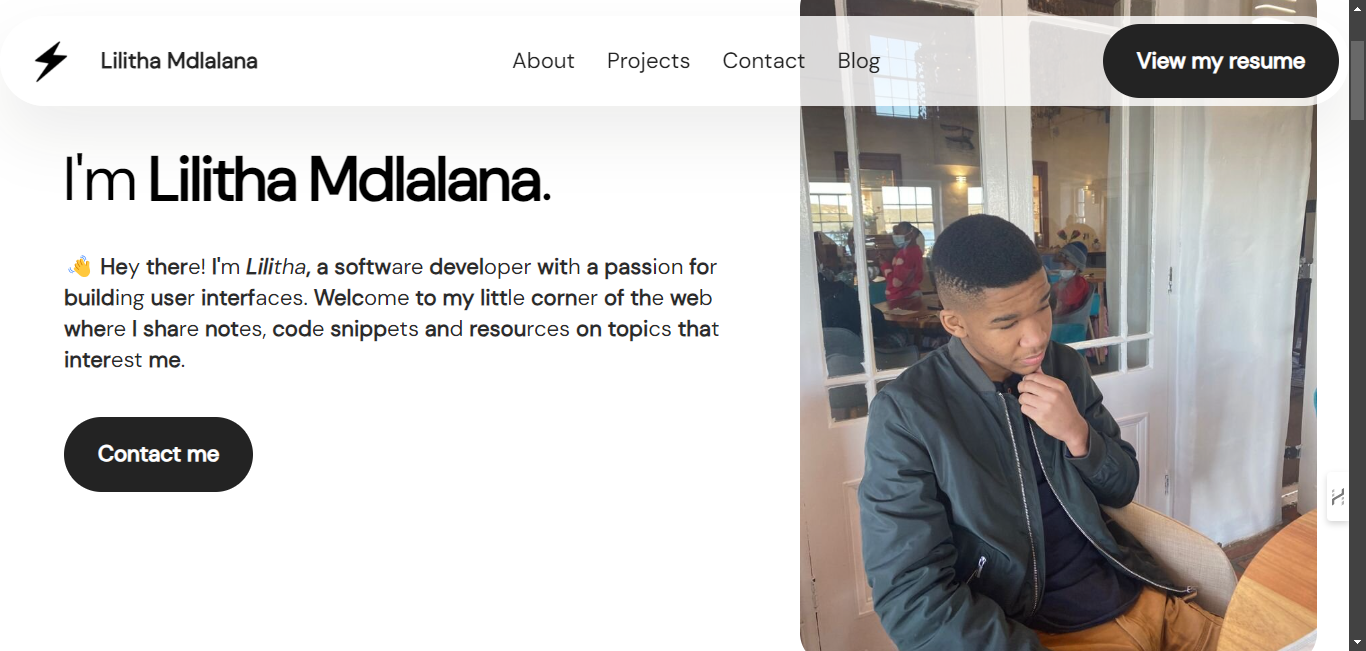 Lilitha Mdlalana
About Projects Contact Blog
View my resume
I'm Lilitha Mdlalana.
👋 Hey there! I'm Lilitha, a software developer with a passion for
building user interfaces. Welcome to my little corner of the web
where I share notes, code snippets and resources on topics that
interest me.
Contact me